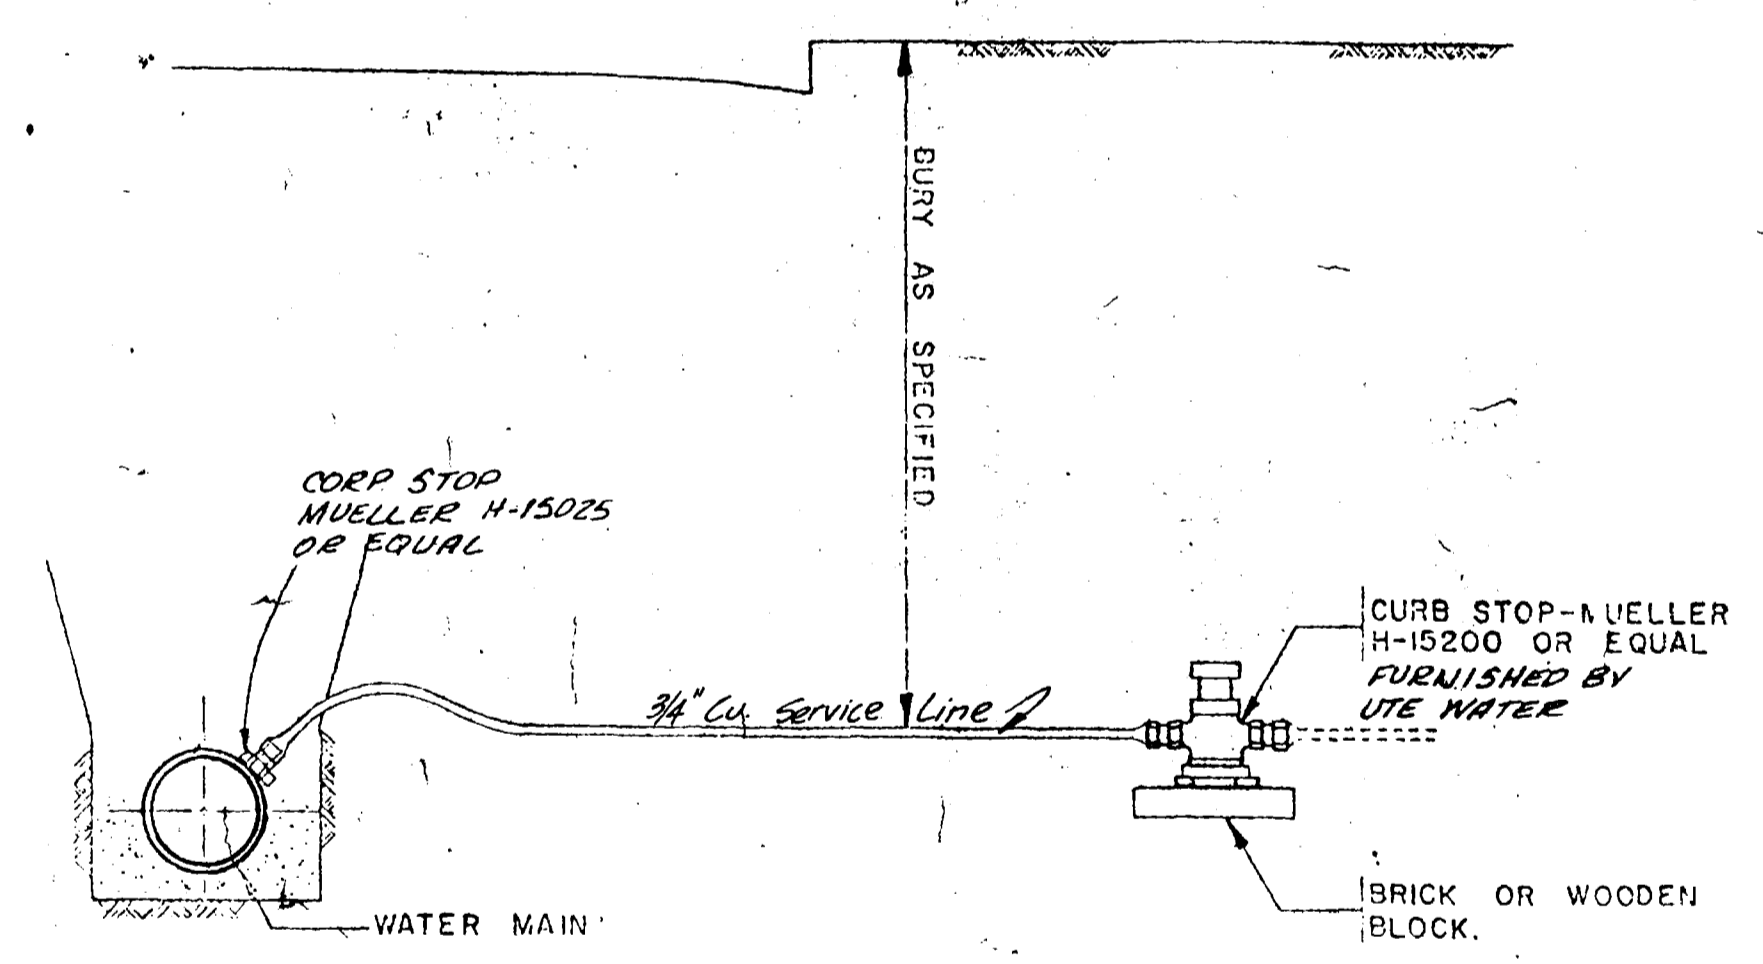 BURY AS SPECIFIED
CORP. STOP
MUELLER H-15025
OR EQUAL
3/4" Cu. Service Line
CURB STOP-MUELLER
H-15200 OR EQUAL
FURNISHED BY
UTE WATER
WATER MAIN
BRICK OR WOODEN
BLOCK.